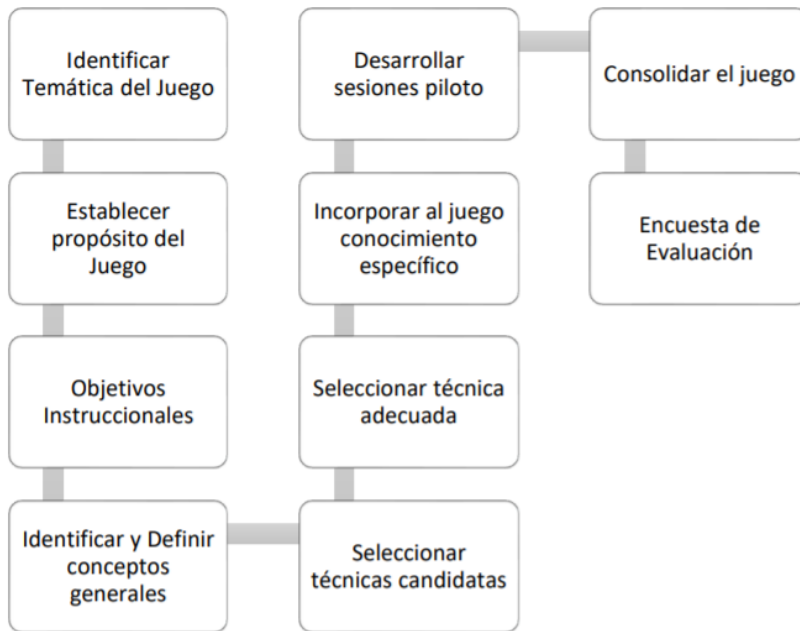 Identificar
Temática del Juego
Establecer
propósito del
Juego
Objetivos
Instruccionales
Identificar y Definir
conceptos
generales
Seleccionar
técnicas candidatas
Seleccionar técnica
adecuada
Incorporar al juego
conocimiento
específico
Desarrollar
sesiones piloto
Consolidar el juego
Encuesta de
Evaluación